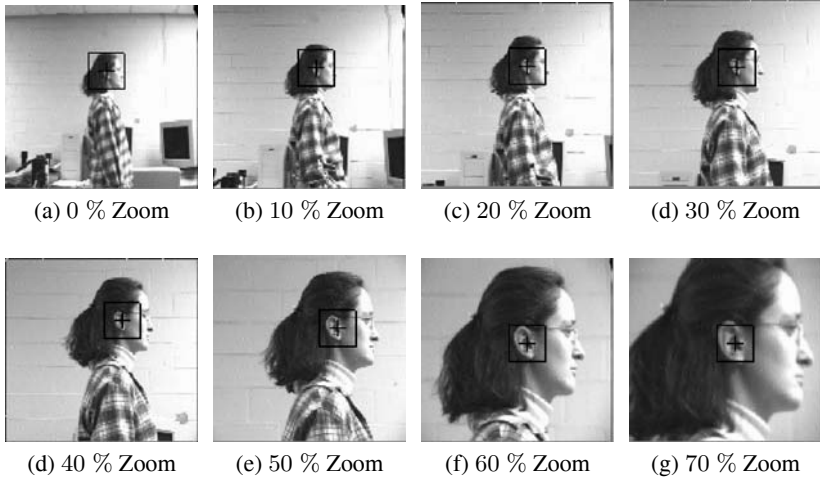 (a) 0 % Zoom
(b) 10 % Zoom
(c) 20 % Zoom
(d) 30 % Zoom
(d) 40 % Zoom
(e) 50 % Zoom
(f) 60 % Zoom
(g) 70 % Zoom